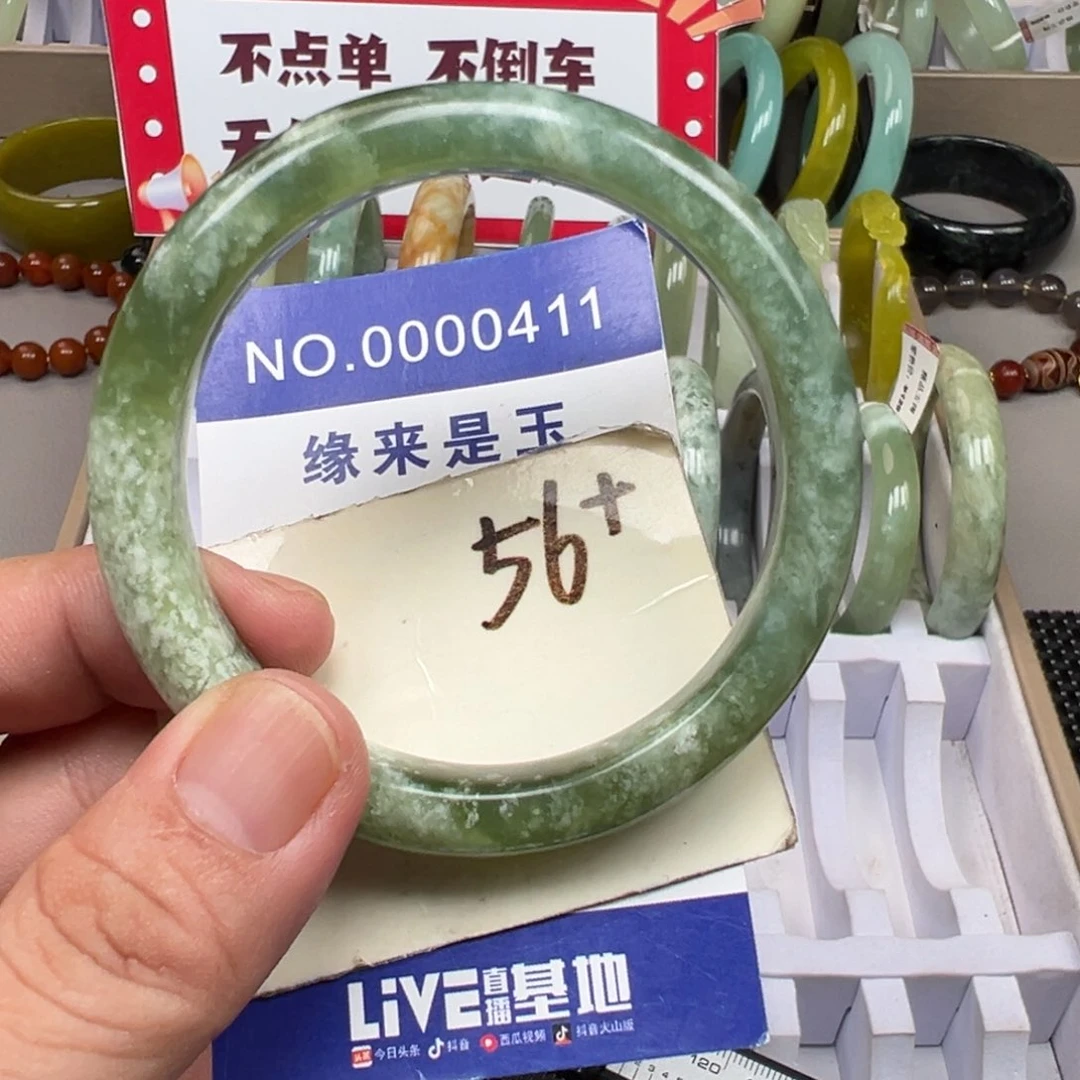 不点单 不倒车
NO.0000411
缘来是玉
56+
LiVE直播基地
今日头条 抖音 西瓜视频 抖音火山版
120